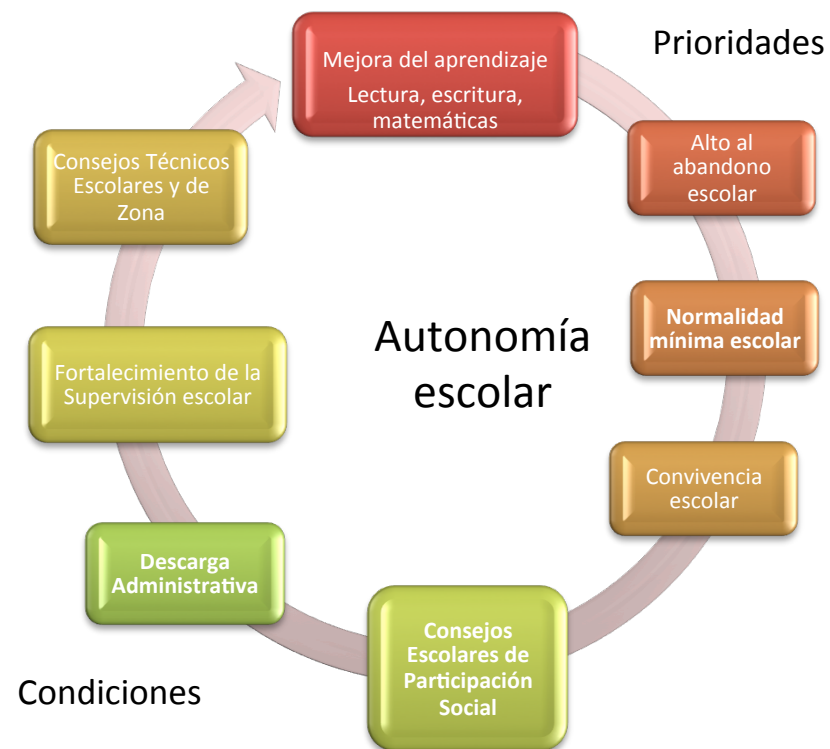 Prioridades
Mejora del aprendizaje
Lectura, escritura,
matemáticas
Alto al
abandono
escolar
Normalidad
mínima escolar
Convivencia
escolar
Consejos
Escolares de
Participación
Social
Descarga
Administrativa
Fortalecimiento de la
Supervisión escolar
Consejos Técnicos
Escolares y de
Zona
Autonomía
escolar
Condiciones